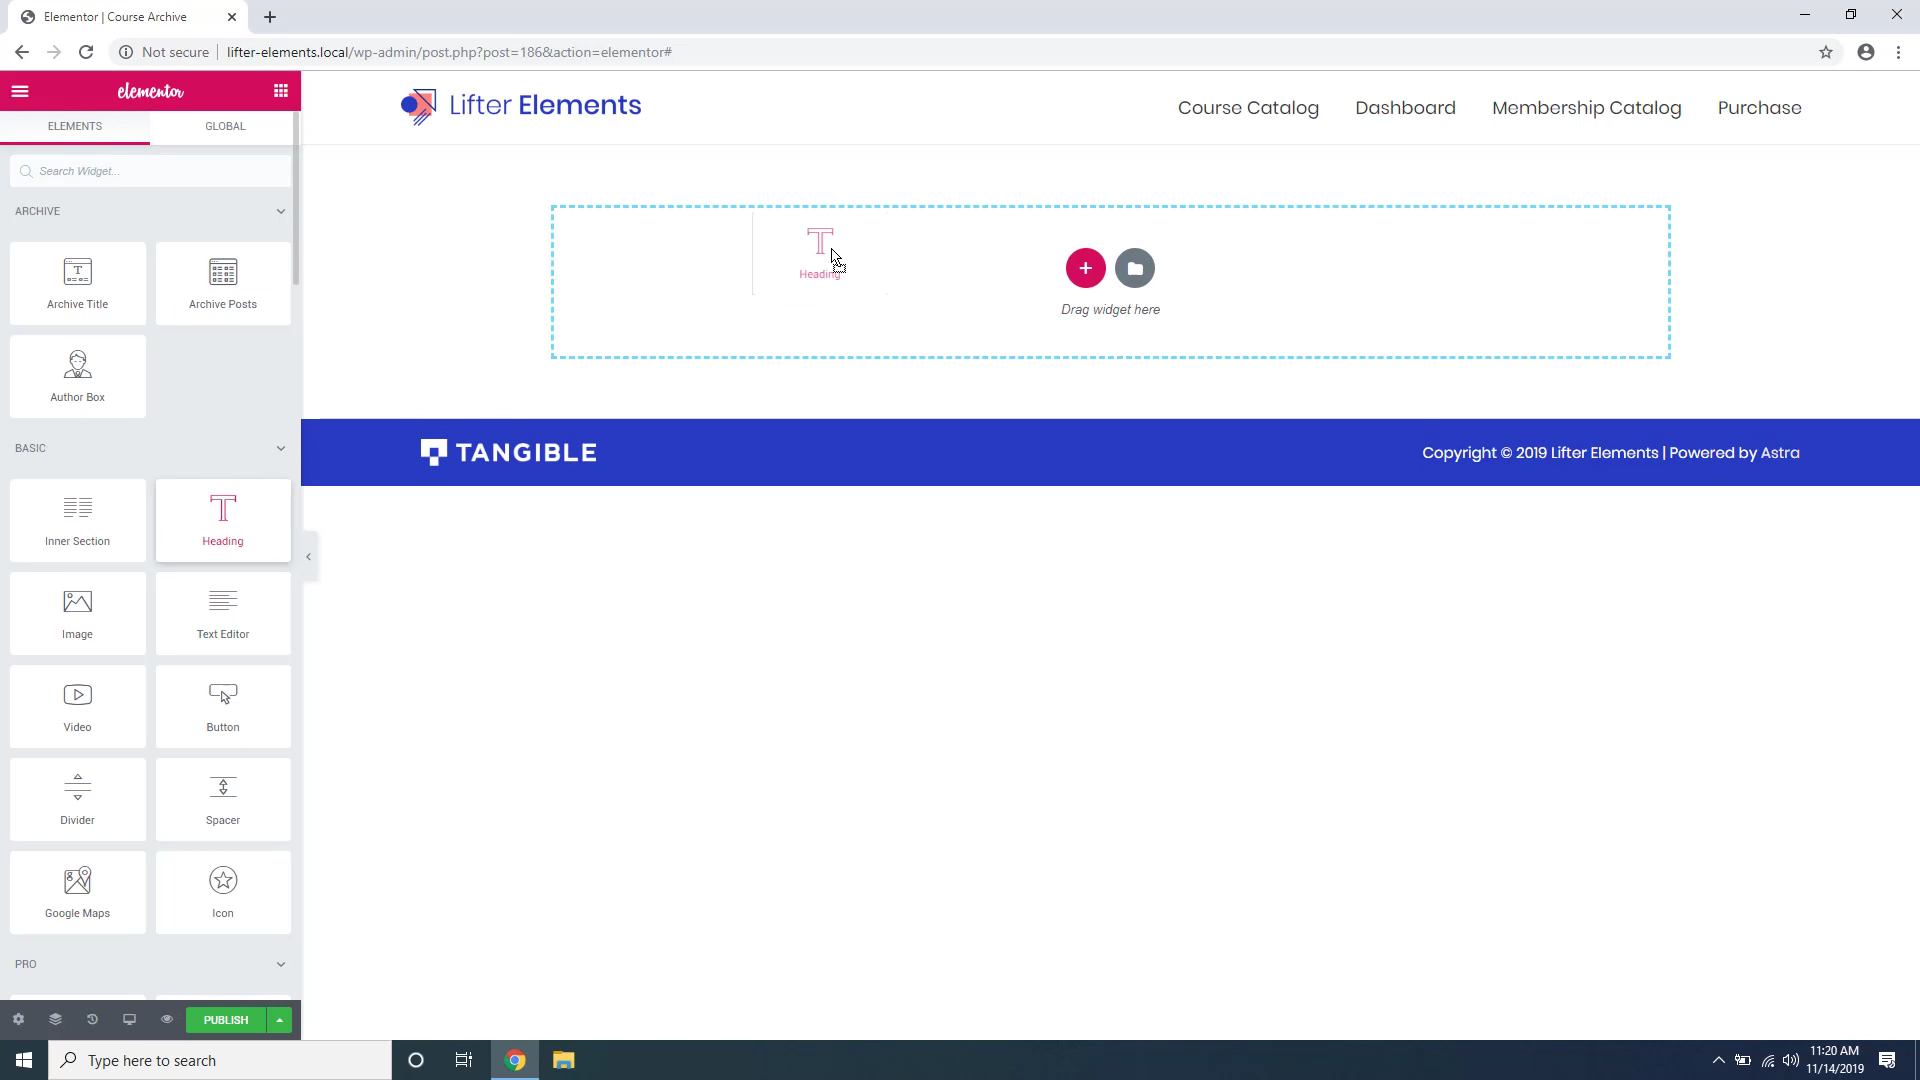 Elementor | Course Archive
Not secure
lifter-elements.local/wp-admin/post.php?post=186&action=elementor#
elementor
Lifter Elements
Course Catalog
Dashboard
Membership Catalog
Purchase
ELEMENTS
GLOBAL
Search Widget...
ARCHIVE
Archive Title
Archive Posts
Author Box
Heading
Drag widget here
BASIC
TANGIBLE
Copyright © 2019 Lifter Elements | Powered by Astra
Inner Section
Heading
Image
Text Editor
Video
Button
Divider
Spacer
Google Maps
Icon
PRO
PUBLISH
Type here to search
11:20 AM
11/14/2019